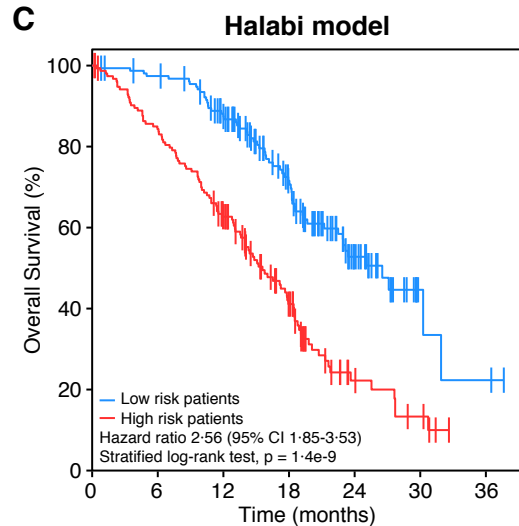 C
Halabi model
Overall Survival (%)
100
80
60
40
20
0
Low risk patients
High risk patients
Hazard ratio 2·56 (95% CI 1·85-3·53)
Stratified log-rank test, p = 1·4e-9
0 6 12 18 24 30 36
Time (months)